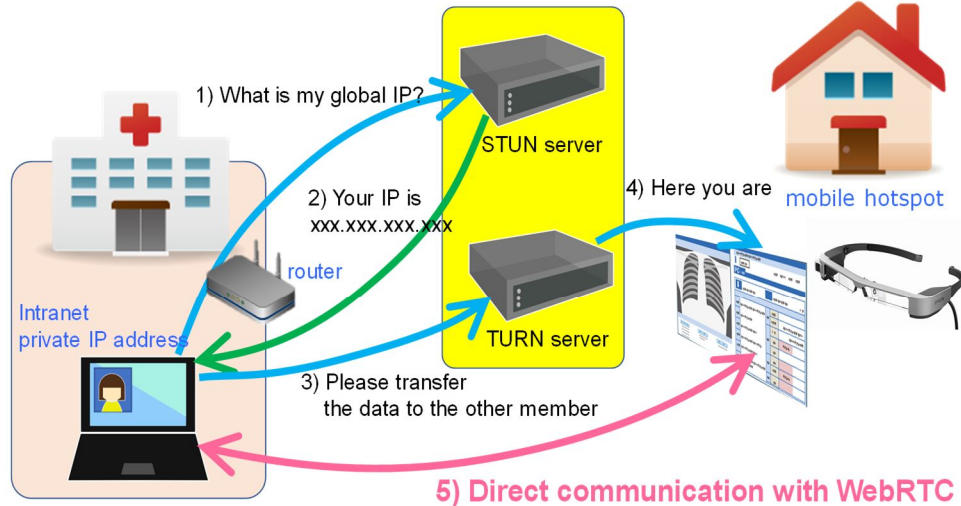 1) What is my global IP?
STUN server
2) Your IP is
xxx.xxx.xxx.xxx
4) Here you are
mobile hotspot
router
Intranet
private IP address
TURN server
3) Please transfer
the data to the other member
5) Direct communication with WebRTC